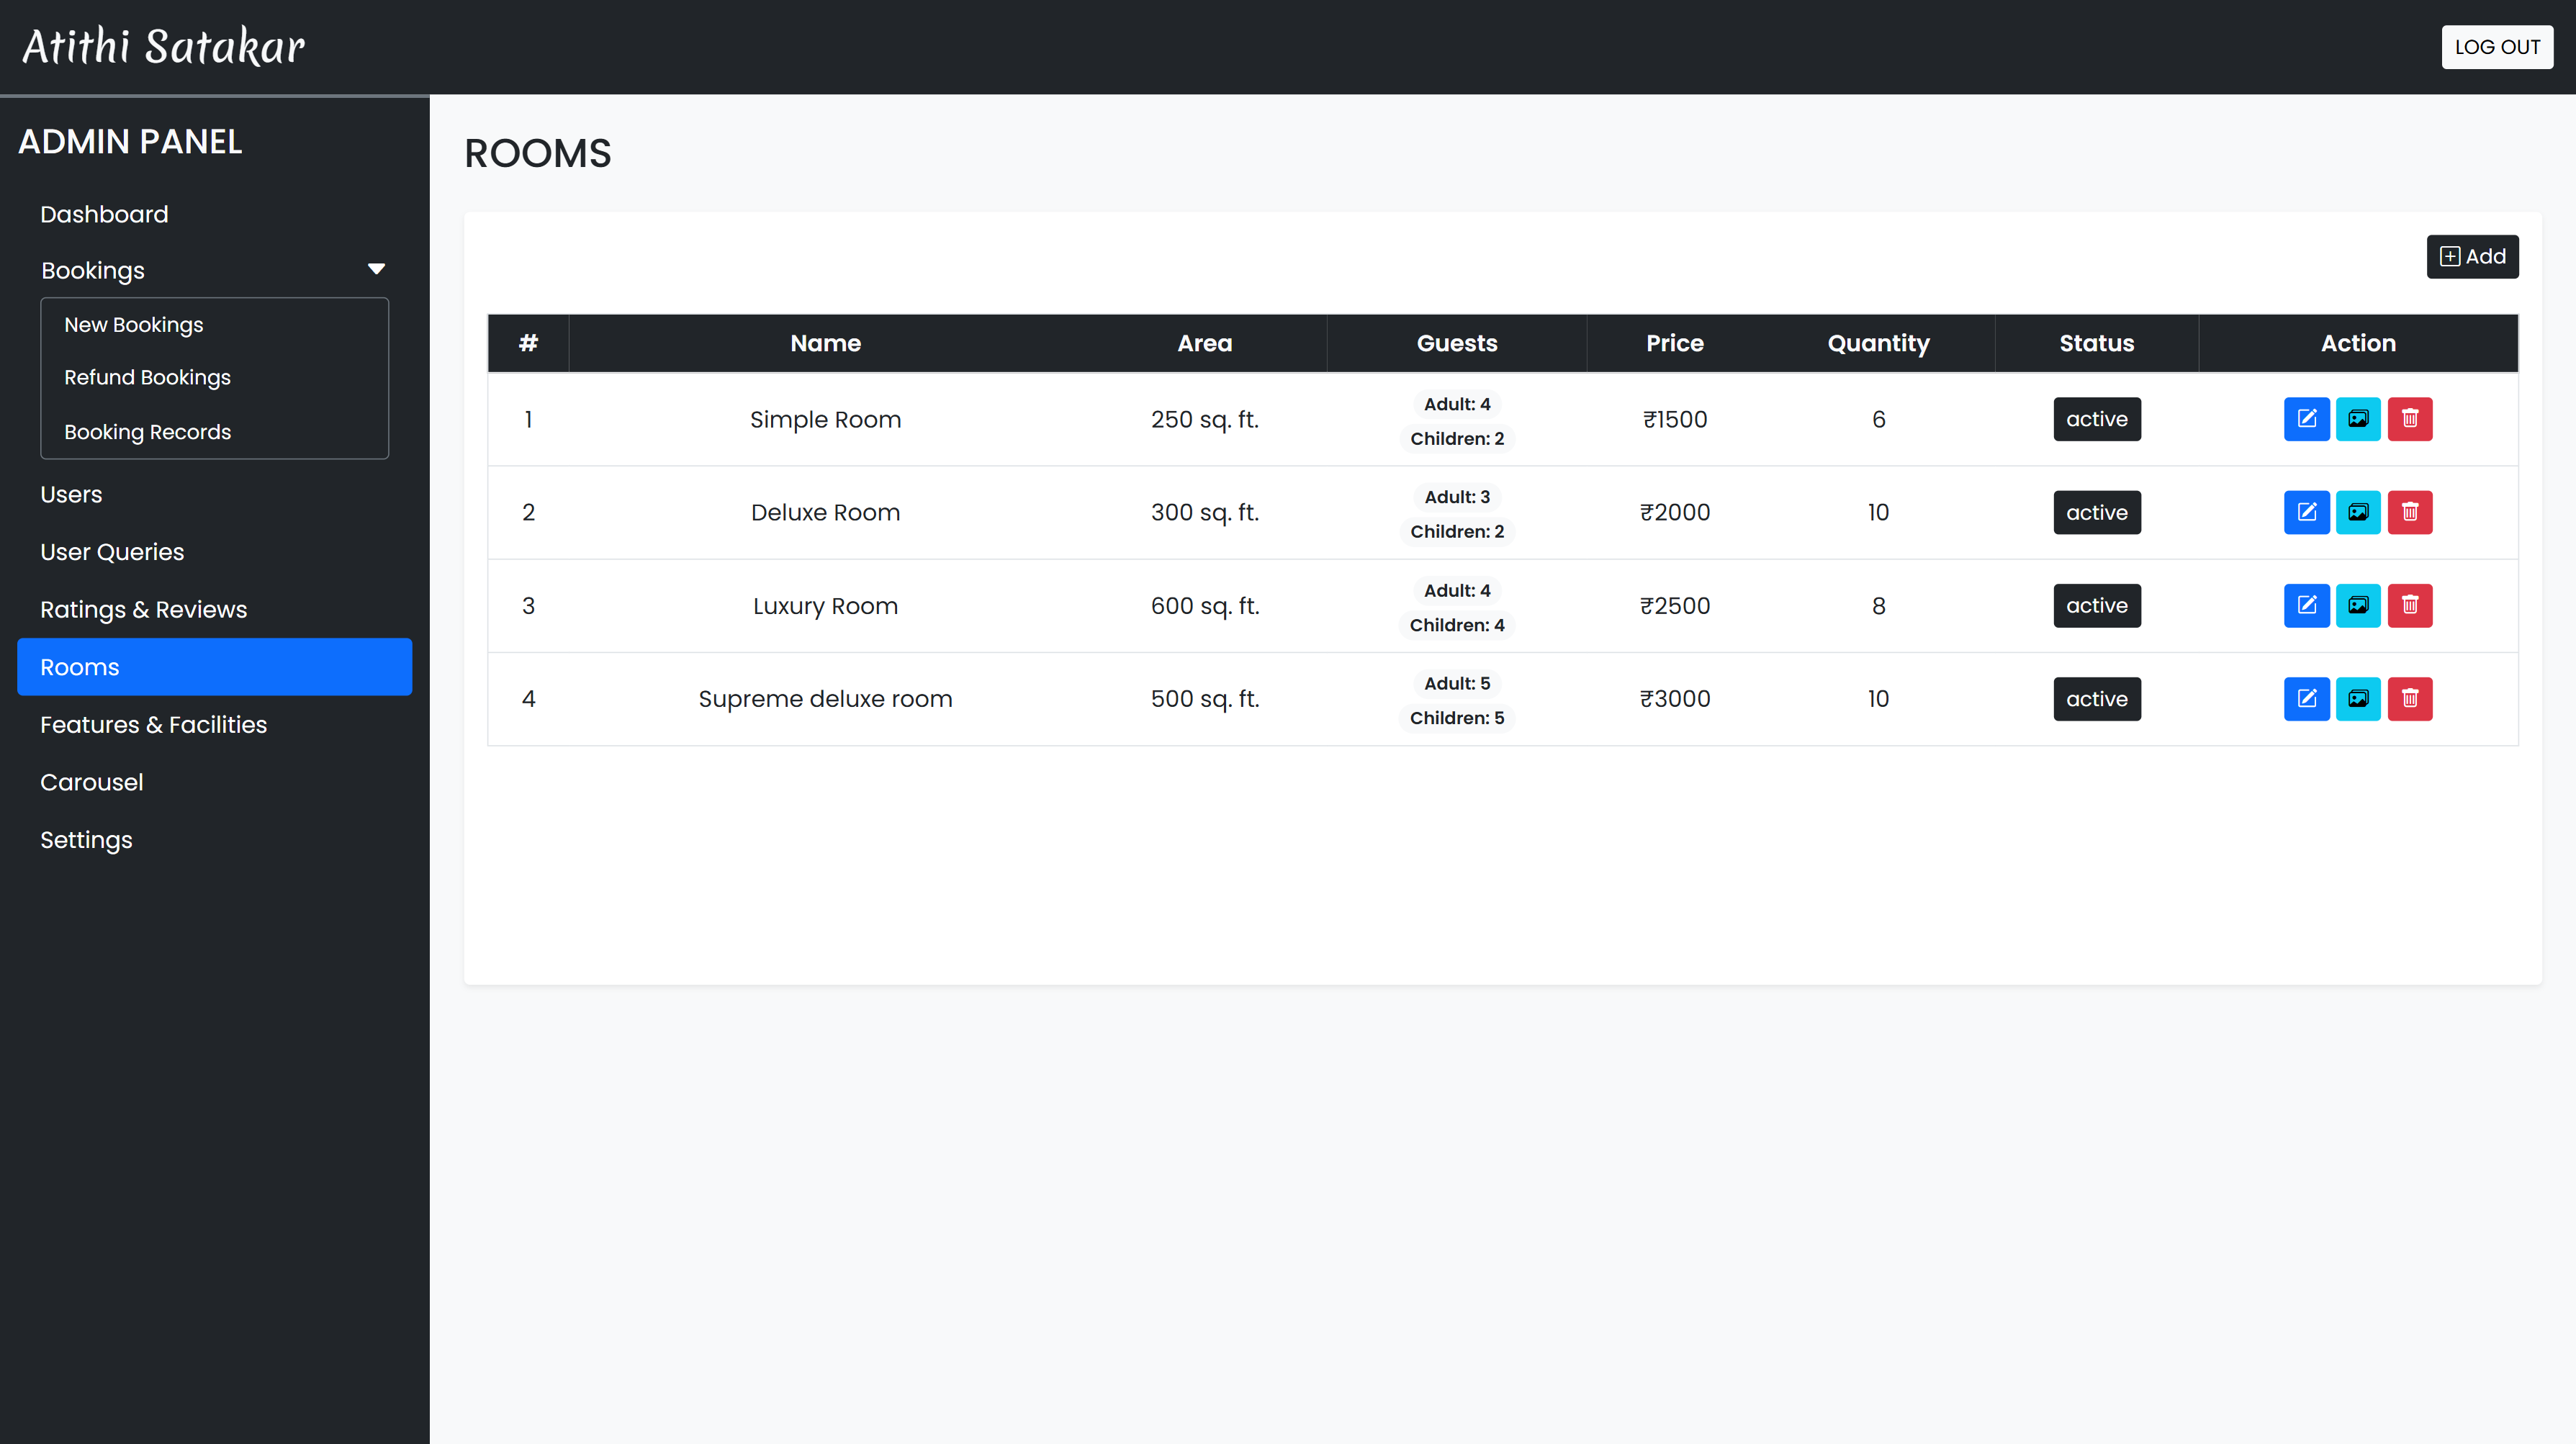 Atithi Satakar
LOG OUT
ADMIN PANEL
Dashboard
Bookings
New Bookings
Refund Bookings
Booking Records
Users
User Queries
Ratings & Reviews
Rooms
Features & Facilities
Carousel
Settings
ROOMS
Add
# Name Area Guests Price Quantity Status Action
1 Simple Room 250 sq. ft. Adult: 4 Children: 2 ₹1500 6 active
2 Deluxe Room 300 sq. ft. Adult: 3 Children: 2 ₹2000 10 active
3 Luxury Room 600 sq. ft. Adult: 4 Children: 4 ₹2500 8 active
4 Supreme deluxe room 500 sq. ft. Adult: 5 Children: 5 ₹3000 10 active